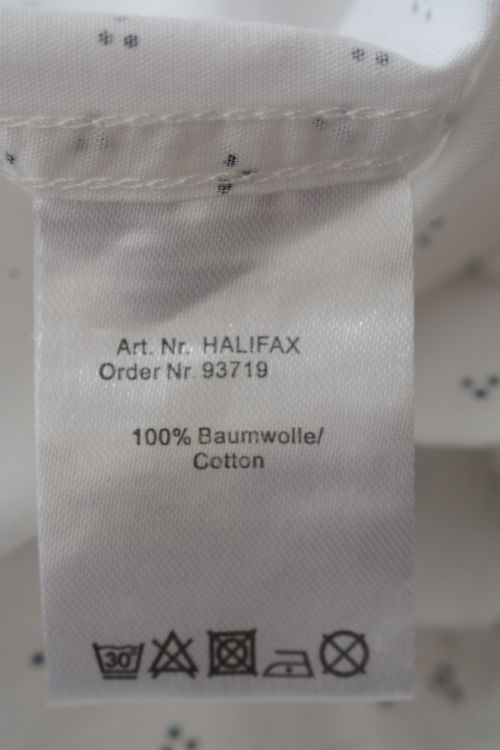 Art. Nr. HALIFAX
Order Nr. 93719
100% Baumwolle/
Cotton
30°